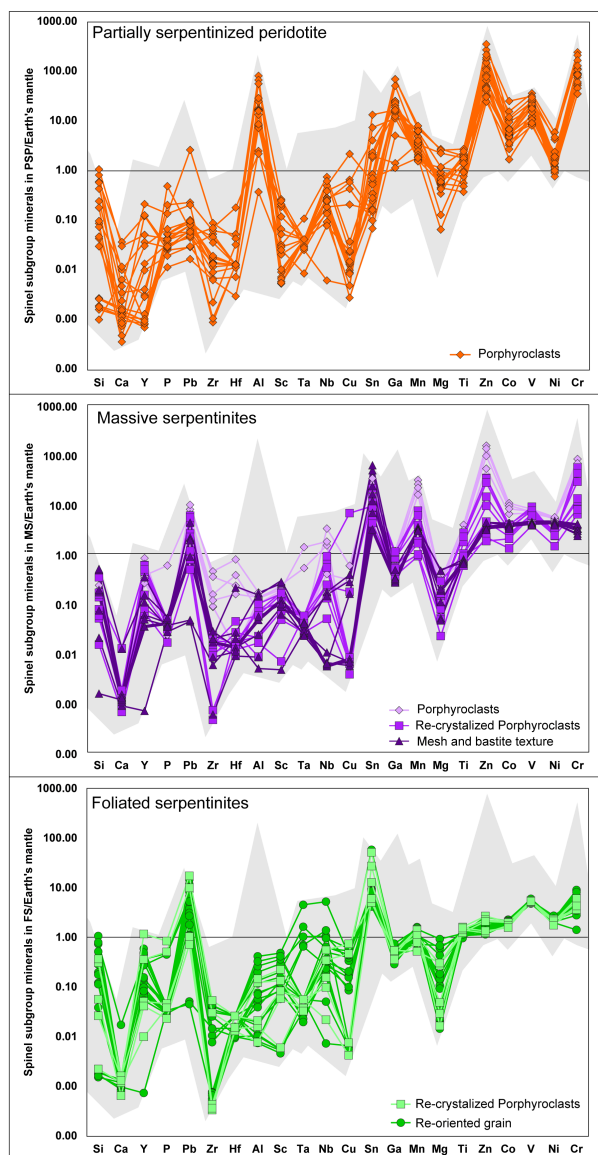 Partially serpentinized peridotite
Spinel subgroup minerals in PSP/Earth's mantle
1000.00
100.00
10.00
1.00
0.10
0.01
0.00
0.00
Porphyroclasts
Si Ca Y P Pb Zr Hf Al Sc Ta Nb Cu Sn Ga Mn Mg Ti Zn Co V Ni Cr
Massive serpentinites
Spinel subgroup minerals in MS/Earth's mantle
1000.00
100.00
10.00
1.00
0.10
0.01
0.00
0.00
Porphyroclasts
Re-crystalized Porphyroclasts
Mesh and bastite texture
Si Ca Y P Pb Zr Hf Al Sc Ta Nb Cu Sn Ga Mn Mg Ti Zn Co V Ni Cr
Foliated serpentinites
Spinel subgroup minerals in FS/Earth's mantle
1000.00
100.00
10.00
1.00
0.10
0.01
0.00
0.00
Re-crystalized Porphyroclasts
Re-oriented grain
Si Ca Y P Pb Zr Hf Al Sc Ta Nb Cu Sn Ga Mn Mg Ti Zn Co V Ni Cr